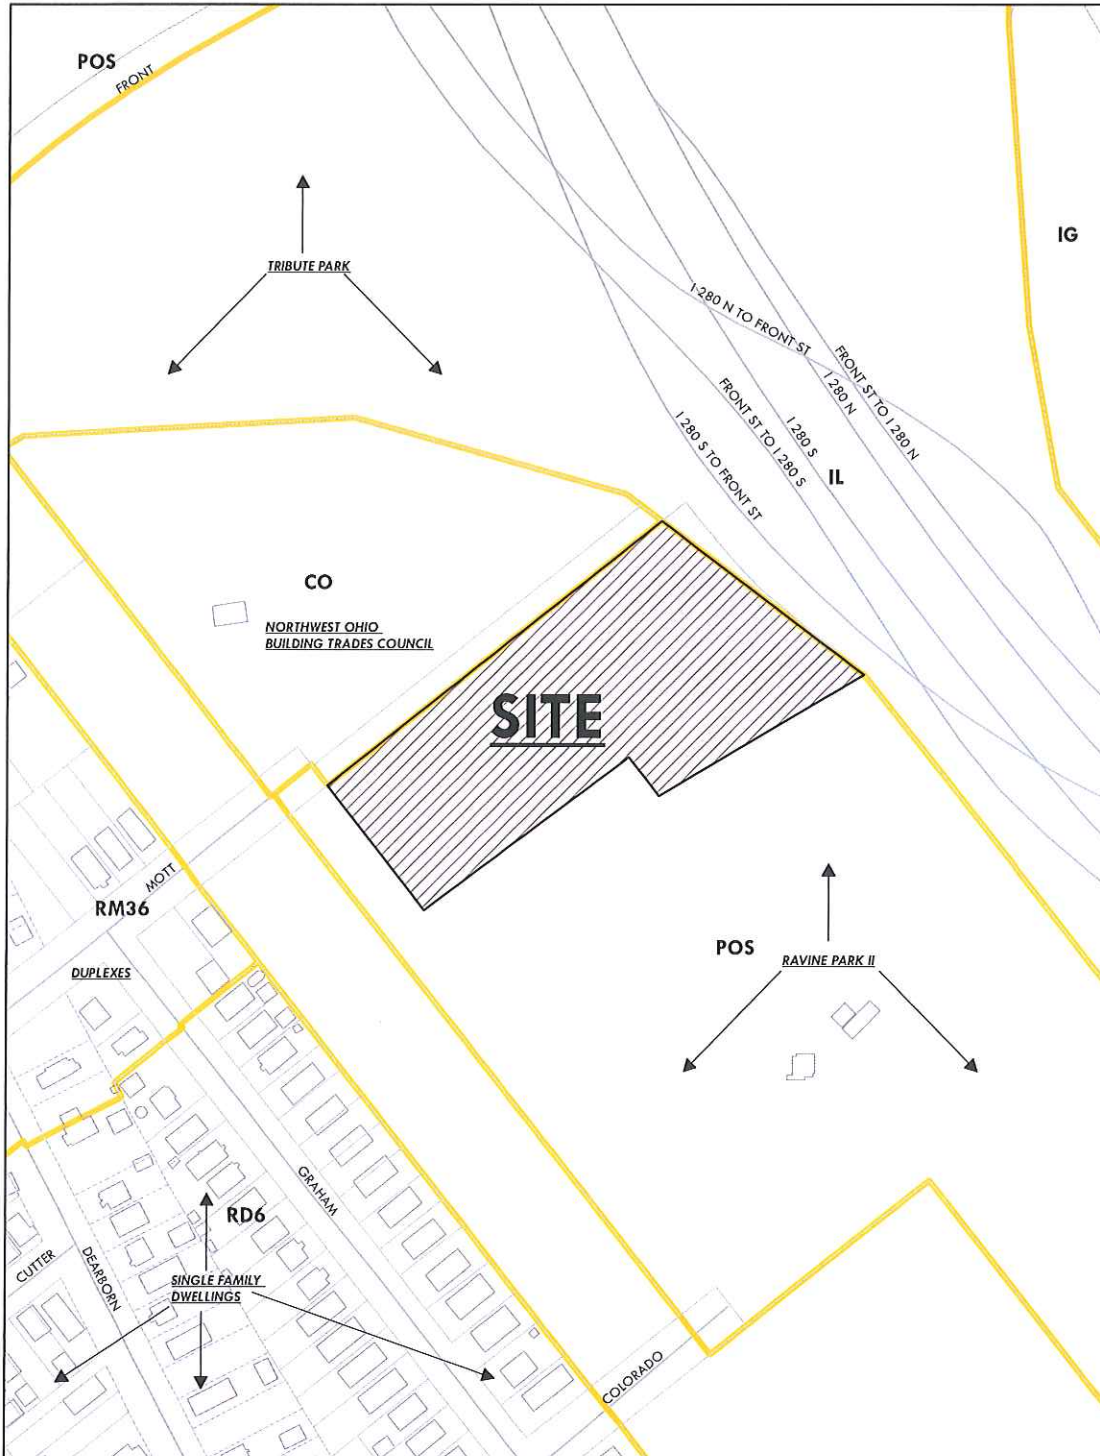 POS
FRONT
IG
TRIBUTE PARK
I-280 N TO FRONT ST
FRONT ST TO I 280 N
I 280 N
FRONT ST TO I 280 S
I 280 S
I 280 S TO FRONT ST
IL
CO
NORTHWEST OHIO
BUILDING TRADES COUNCIL
SITE
MOTT
RM36
DUPLEXES
POS
RAVINE PARK II
GRAHAM
RD6
DEARBORN
CUTTER
SINGLE FAMILY
DWELLINGS
COLORADO